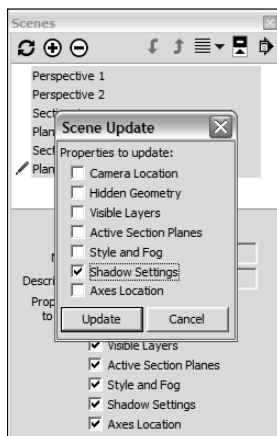 Scenes
Perspective 1
Perspective 2
Plan
Scene Update
Properties to update:
Camera Location
Hidden Geometry
Visible Layers
Active Section Planes
Style and Fog
Shadow Settings
Axes Location
Update
Cancel
to
Visible Layers
Active Section Planes
Style and Fog
Shadow Settings
Axes Location